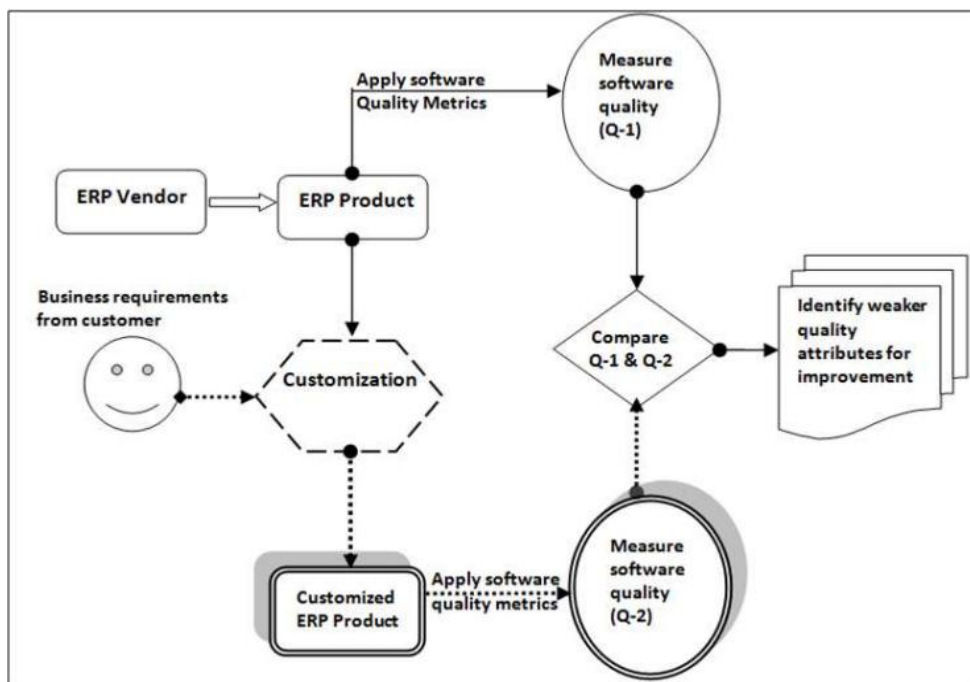 Apply software
Quality Metrics
Measure
software
quality
(Q-1)
ERP Vendor
ERP Product
Business requirements
from customer
Customization
Compare
Q-1 & Q-2
Identify weaker
quality
attributes for
improvement
Customized
ERP Product
Apply software
quality metrics
Measure
software
quality
(Q-2)